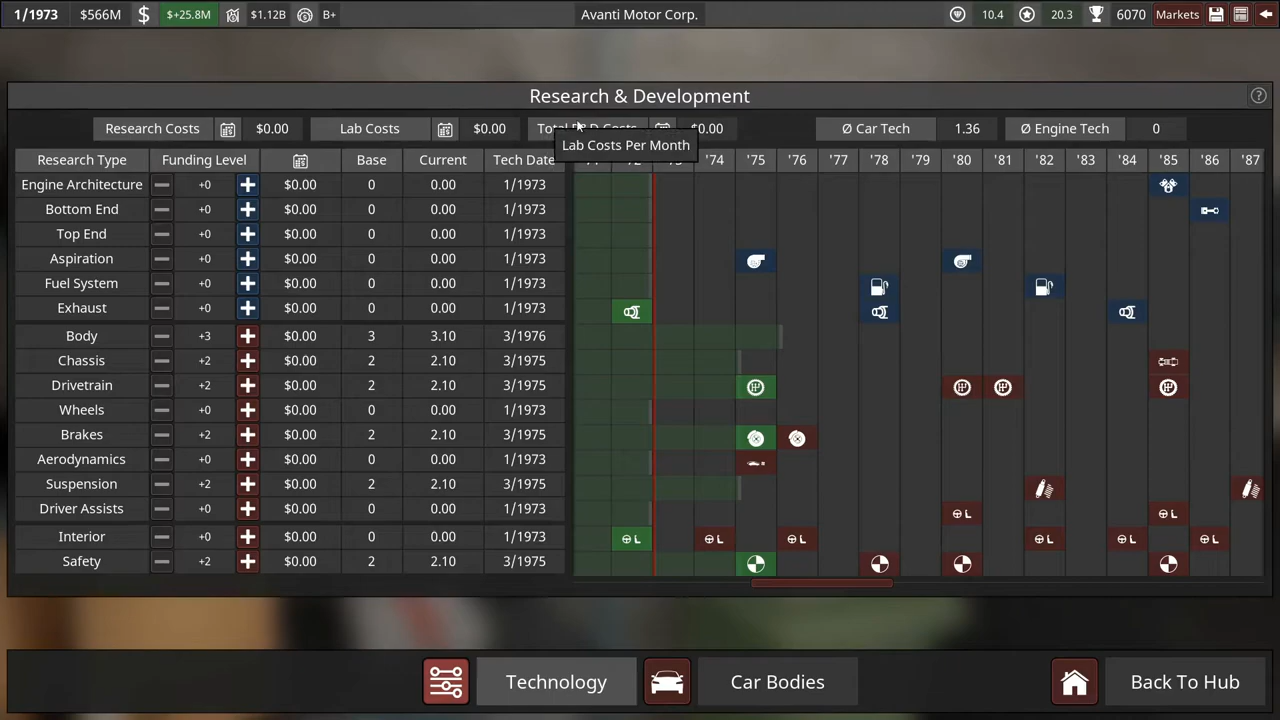 1/1973 $566M $ $+25.8M $1.12B B+ Avanti Motor Corp. 10.4 20.3 6070 Markets
Research & Development ?
Research Costs $0.00 Lab Costs $0.00 Total R&D Costs $0.00 Ø Car Tech 1.36 Ø Engine Tech 0
Lab Costs Per Month
Research Type Funding Level Base Current Tech Date '72 '74 '75 '76 '77 '78 '79 '80 '81 '82 '83 '84 '85 '86 '87
Engine Architecture +0 $0.00 0 0.00 1/1973
Bottom End +0 $0.00 0 0.00 1/1973
Top End +0 $0.00 0 0.00 1/1973
Aspiration +0 $0.00 0 0.00 1/1973
Fuel System +0 $0.00 0 0.00 1/1973
Exhaust +0 $0.00 0 0.00 1/1973
Body +3 $0.00 3 3.10 3/1976
Chassis +2 $0.00 2 2.10 3/1975
Drivetrain +2 $0.00 2 2.10 3/1975
Wheels +0 $0.00 0 0.00 1/1973
Brakes +2 $0.00 2 2.10 3/1975
Aerodynamics +0 $0.00 0 0.00 1/1973
Suspension +2 $0.00 2 2.10 3/1975
Driver Assists +0 $0.00 0 0.00 1/1973 L L
Interior +0 $0.00 0 0.00 1/1973 L L L L L L
Safety +2 $0.00 2 2.10 3/1975
Technology Car Bodies Back To Hub